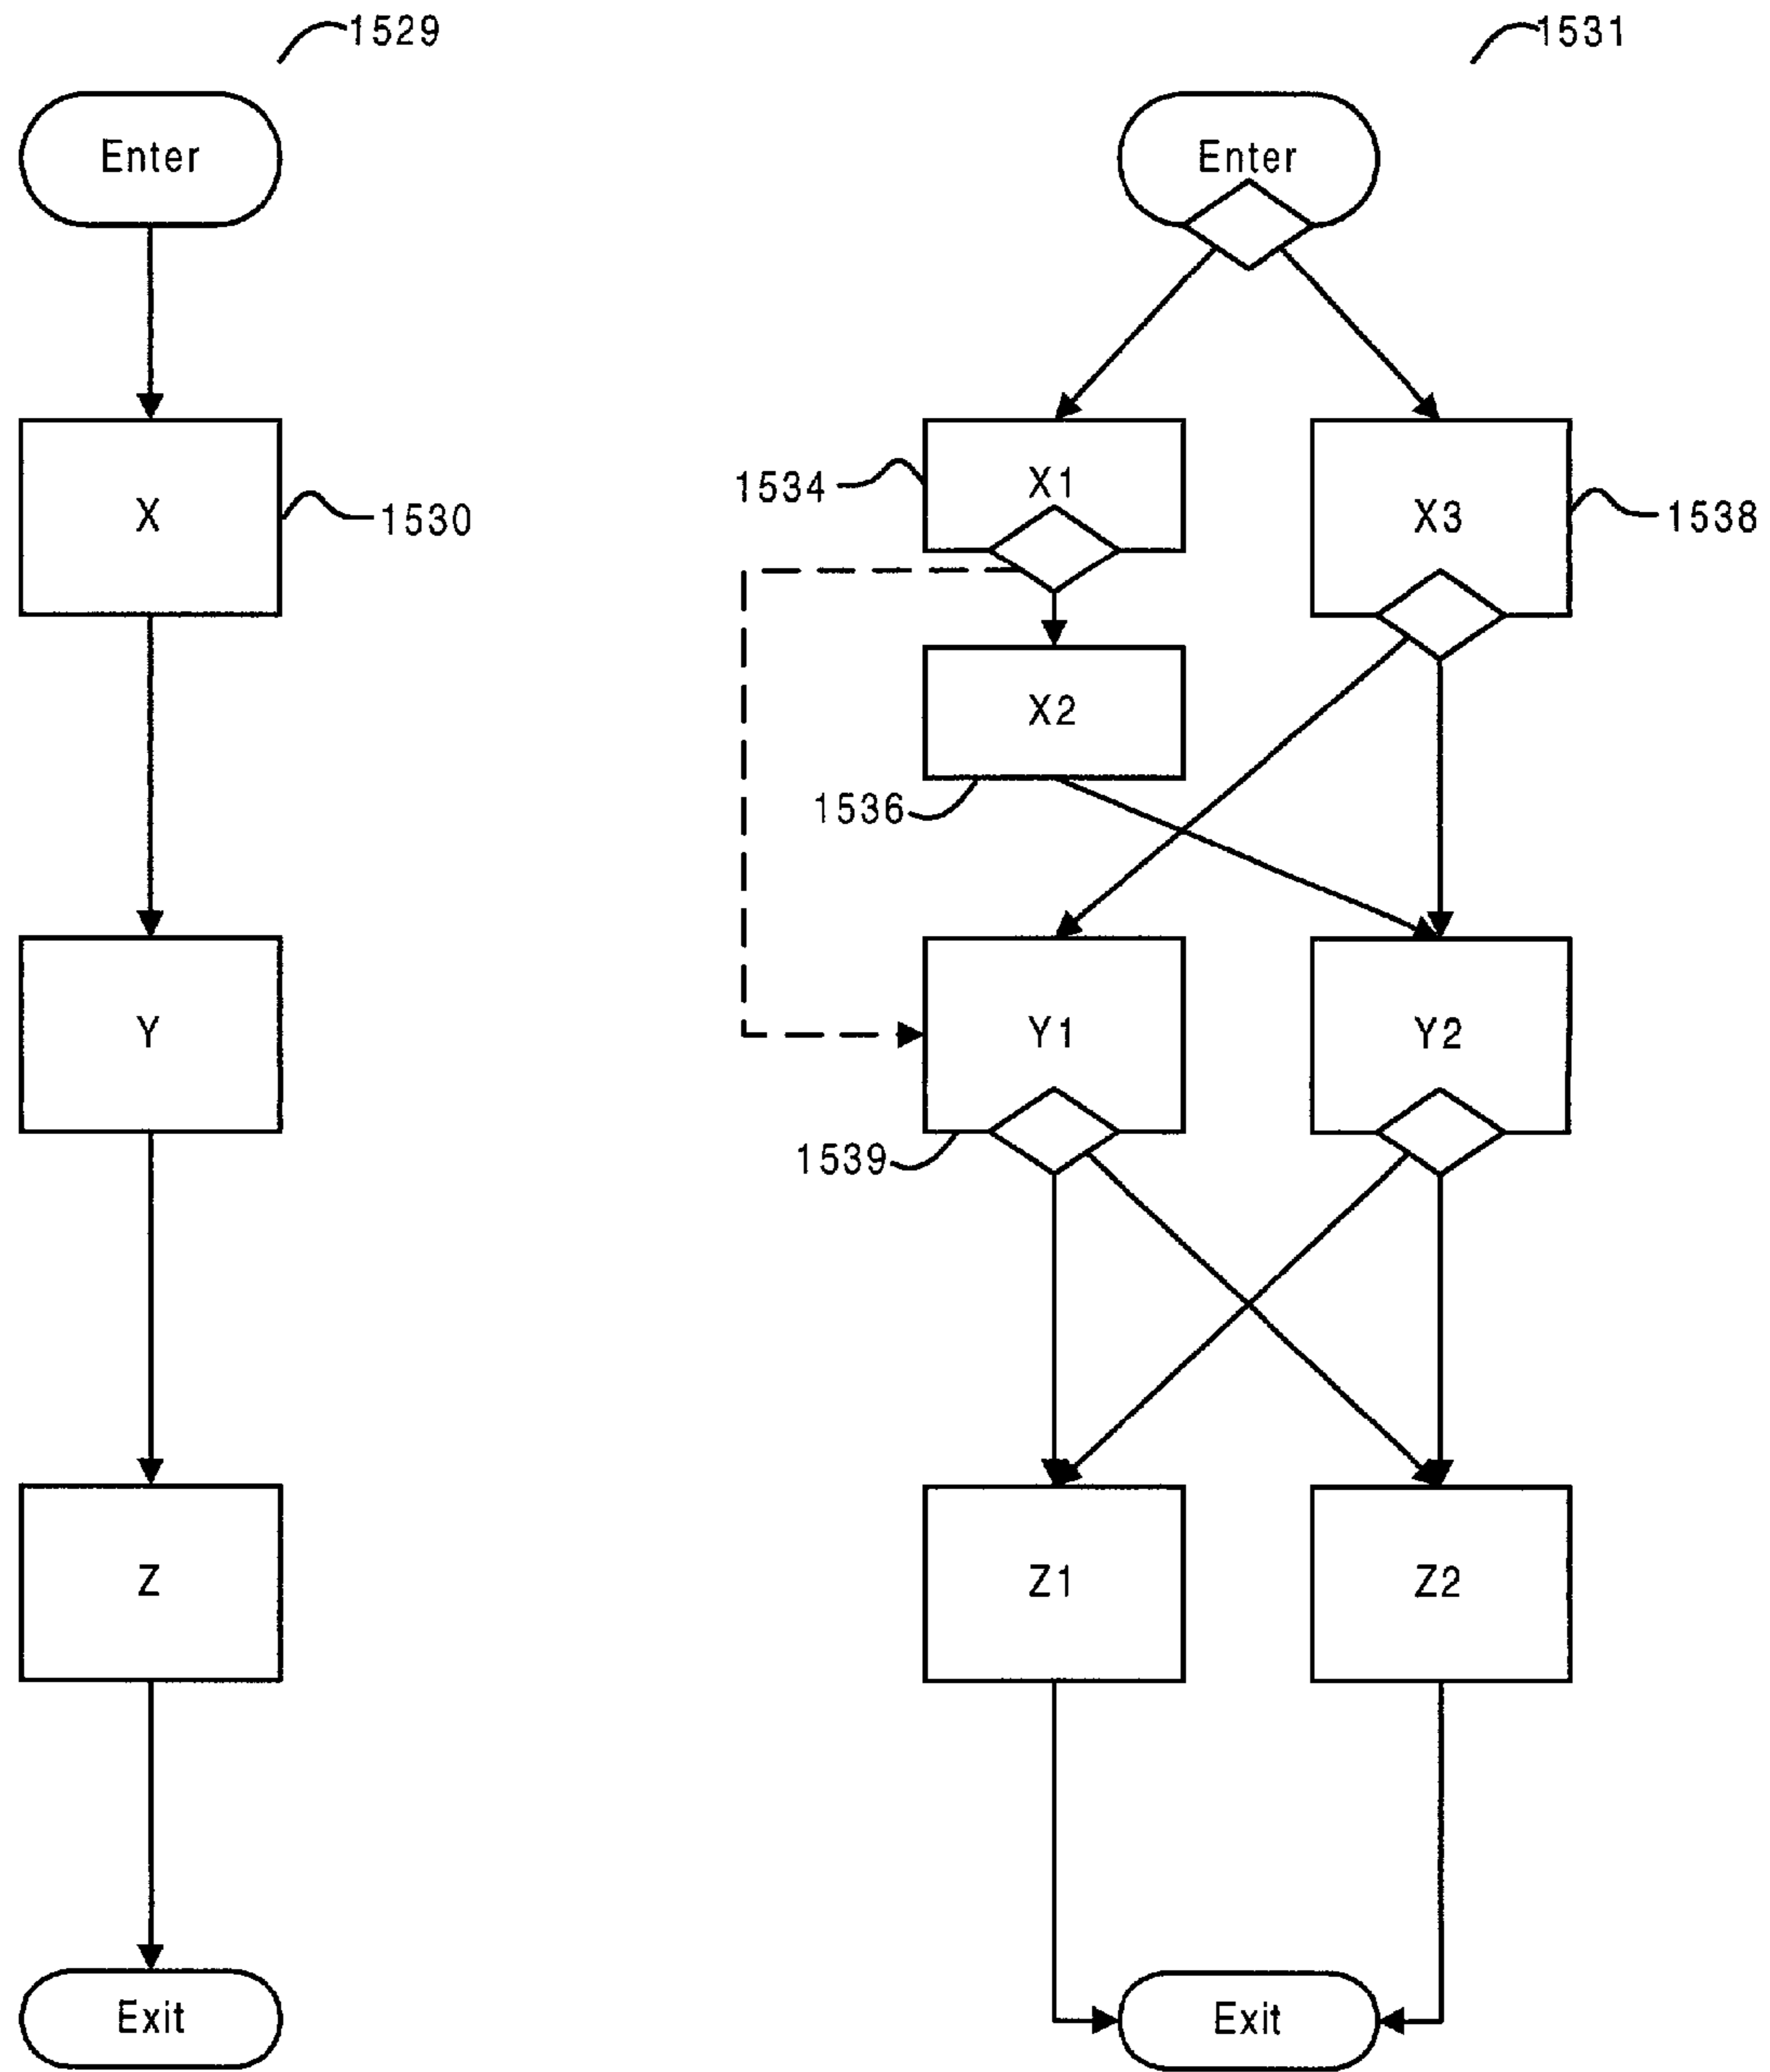 1529
1531
Enter
Enter
X
1530
1534
X1
X3
1538
X2
1536
Y
Y1
Y2
1539
Z
Z1
Z2
Exit
Exit